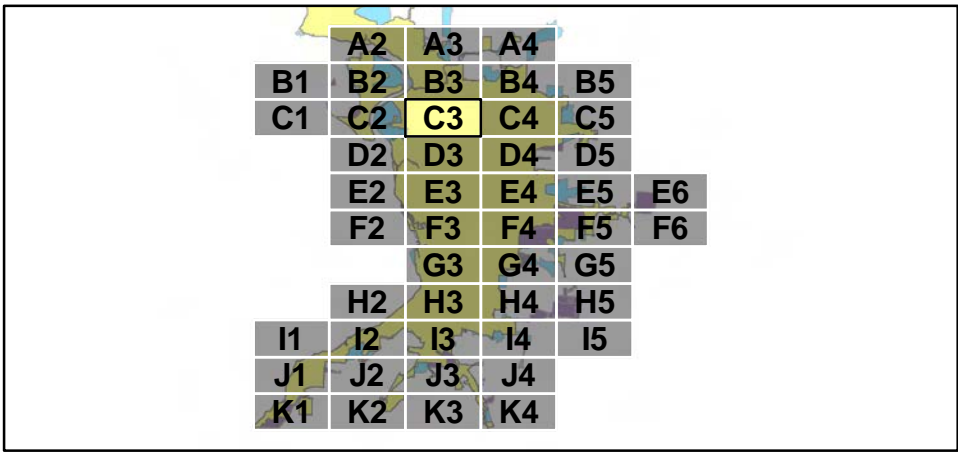 A2 A3 A4
B1 B2 B3 B4 B5
C1 C2 C3 C4 C5
D2 D3 D4 D5
E2 E3 E4 E5 E6
F2 F3 F4 F5 F6
G3 G4 G5
H2 H3 H4 H5
I1 I2 I3 I4 I5
J1 J2 J3 J4
K1 K2 K3 K4